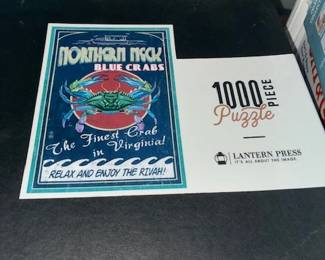 NORTHERN NECK
BLUE CRABS
The Finest Crab
in Virginia!
RELAX AND ENJOY THE RIVAH!
1000
PIECE
Puzzle
LANTERN PRESS
IT'S ALL ABOUT THE IMAGE.